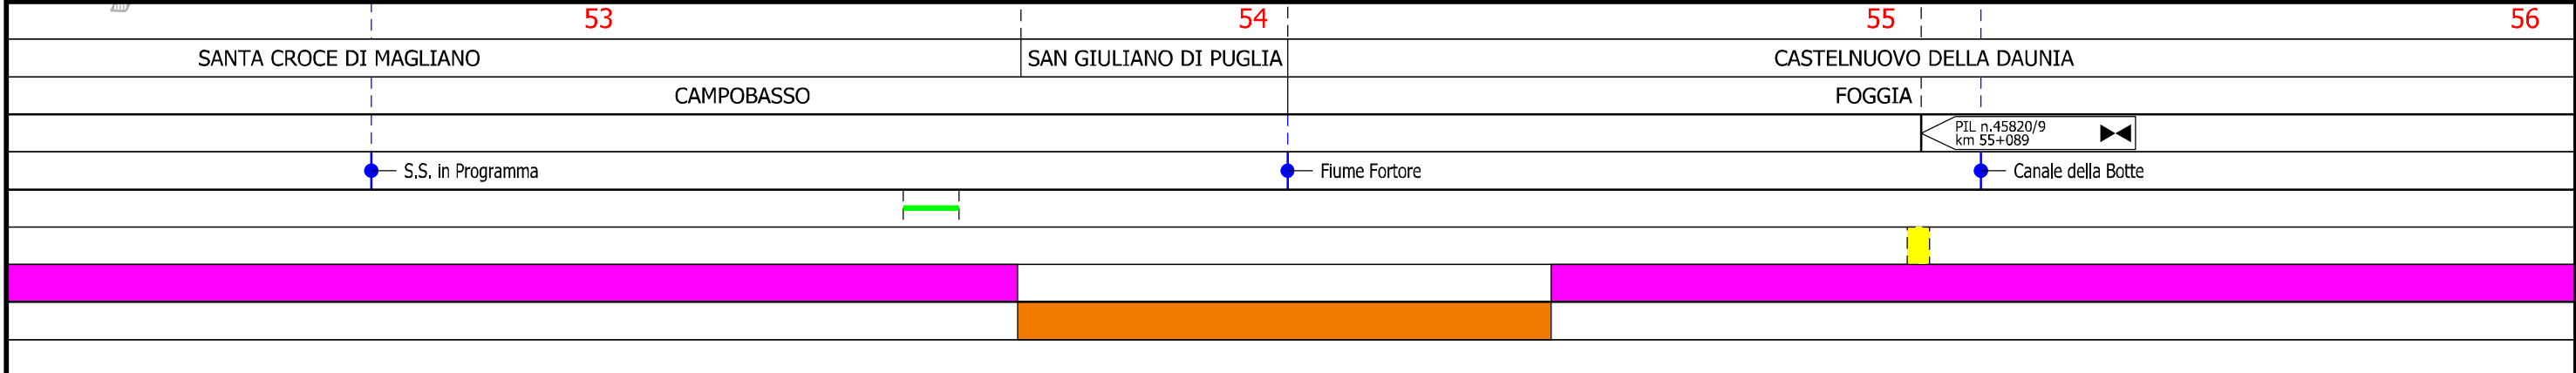 53 54 55 56
SANTA CROCE DI MAGLIANO SAN GIULIANO DI PUGLIA CASTELNUOVO DELLA DAUNIA
CAMPOBASSO FOGGIA
PIL n.45820/9
km 55+089
S.S. in Programma Fiume Fortore Canale della Botte